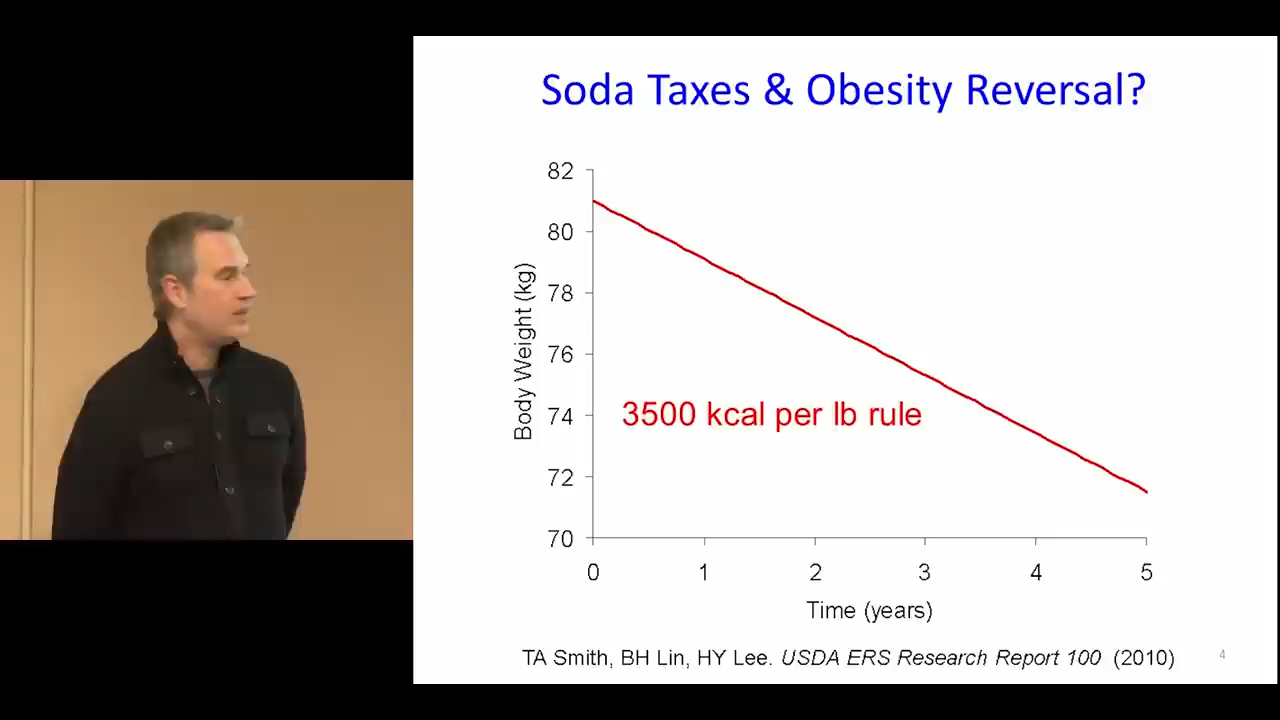 Soda Taxes & Obesity Reversal?
82
80
78
76
74
72
70
Body Weight (kg)
3500 kcal per lb rule
0 1 2 3 4 5
Time (years)
TA Smith, BH Lin, HY Lee. USDA ERS Research Report 100 (2010)
4